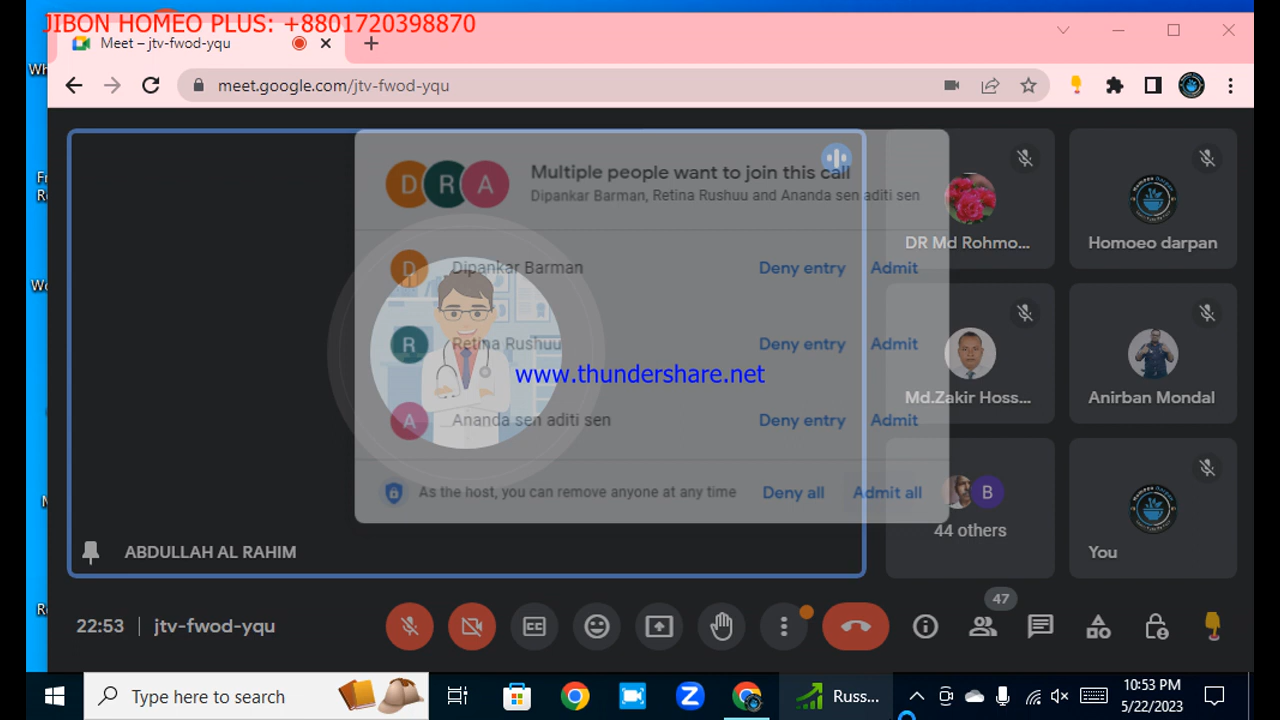 JIBON HOMEO PLUS: +8801720398870
Meet – jtv-fwod-yqu
meet.google.com/jtv-fwod-yqu
D R A
Multiple people want to join this call
Dipankar Barman, Retina Rushuu and Ananda sen aditi sen
D Dipankar Barman Deny entry Admit
R Retina Rushuu Deny entry Admit
www.thundershare.net
A Ananda sen aditi sen Deny entry Admit
As the host, you can remove anyone at any time Deny all Admit all
ABDULLAH AL RAHIM
DR Md Rohmo...
Homoeo darpan
Md.Zakir Hoss...
Anirban Mondal
B
44 others
You
22:53 | jtv-fwod-yqu
CC
47
Type here to search
Z
Russ...
10:53 PM
5/22/2023